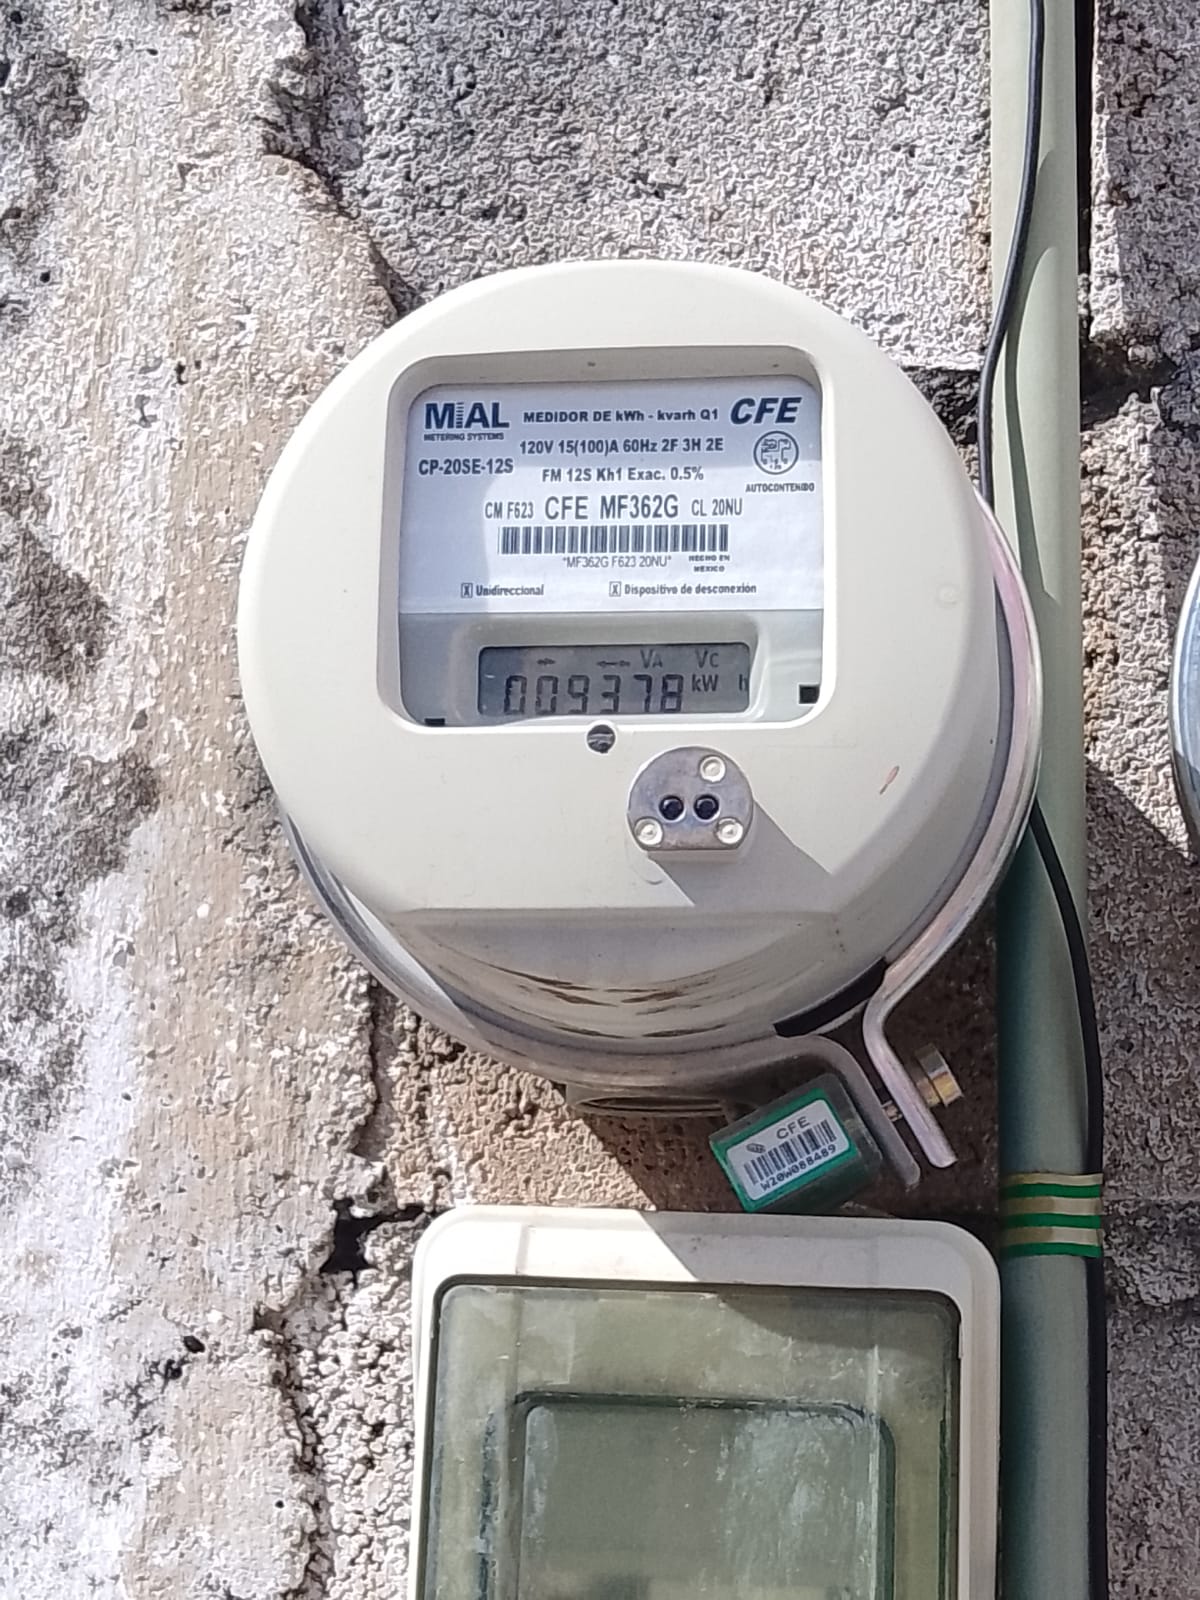 MIAL MEDIDOR DE kWh - kvarh Q1 CFE
METERING SYSTEMS
120V 15(100)A 60Hz 2F 3H 2E
CP-20SE-12S
FM 12S Kh1 Exac. 0.5%
AUTOCONTENIDO
CM F623 CFE MF362G CL 20NU
*MF362G F623 20NU* HECHO EN
MEXICO
X Unidireccional X Dispositivo de desconexión
VA VC
009378 kW h
CFE
W20W088489